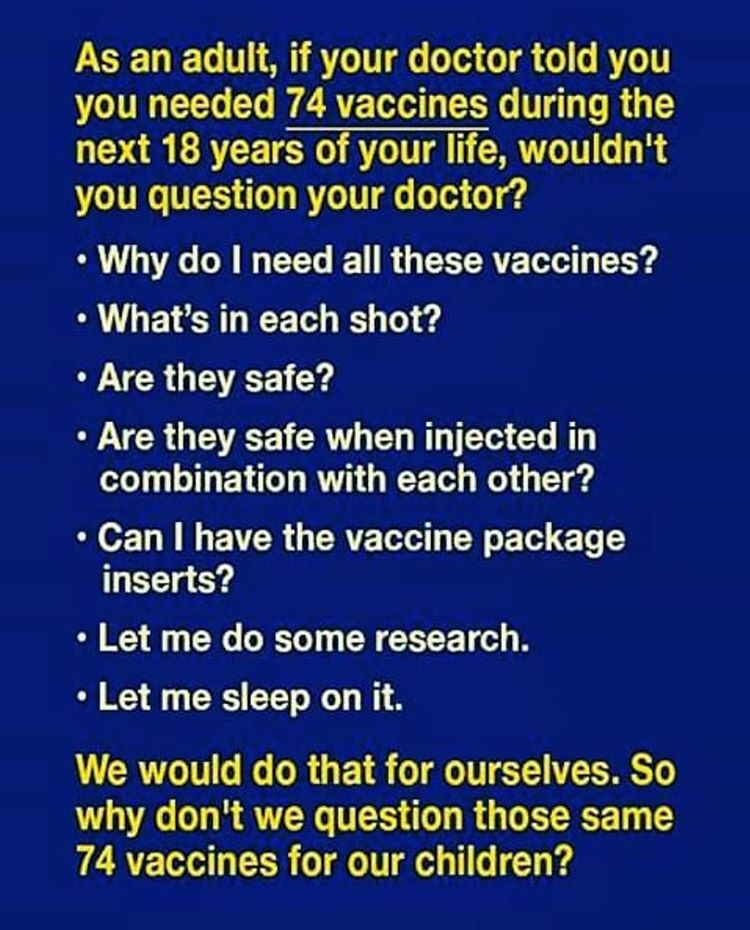 As an adult, if your doctor told you
you needed 74 vaccines during the
next 18 years of your life, wouldn't
you question your doctor?
• Why do I need all these vaccines?
• What's in each shot?
• Are they safe?
• Are they safe when injected in
combination with each other?
• Can I have the vaccine package
inserts?
• Let me do some research.
• Let me sleep on it.
We would do that for ourselves. So
why don't we question those same
74 vaccines for our children?